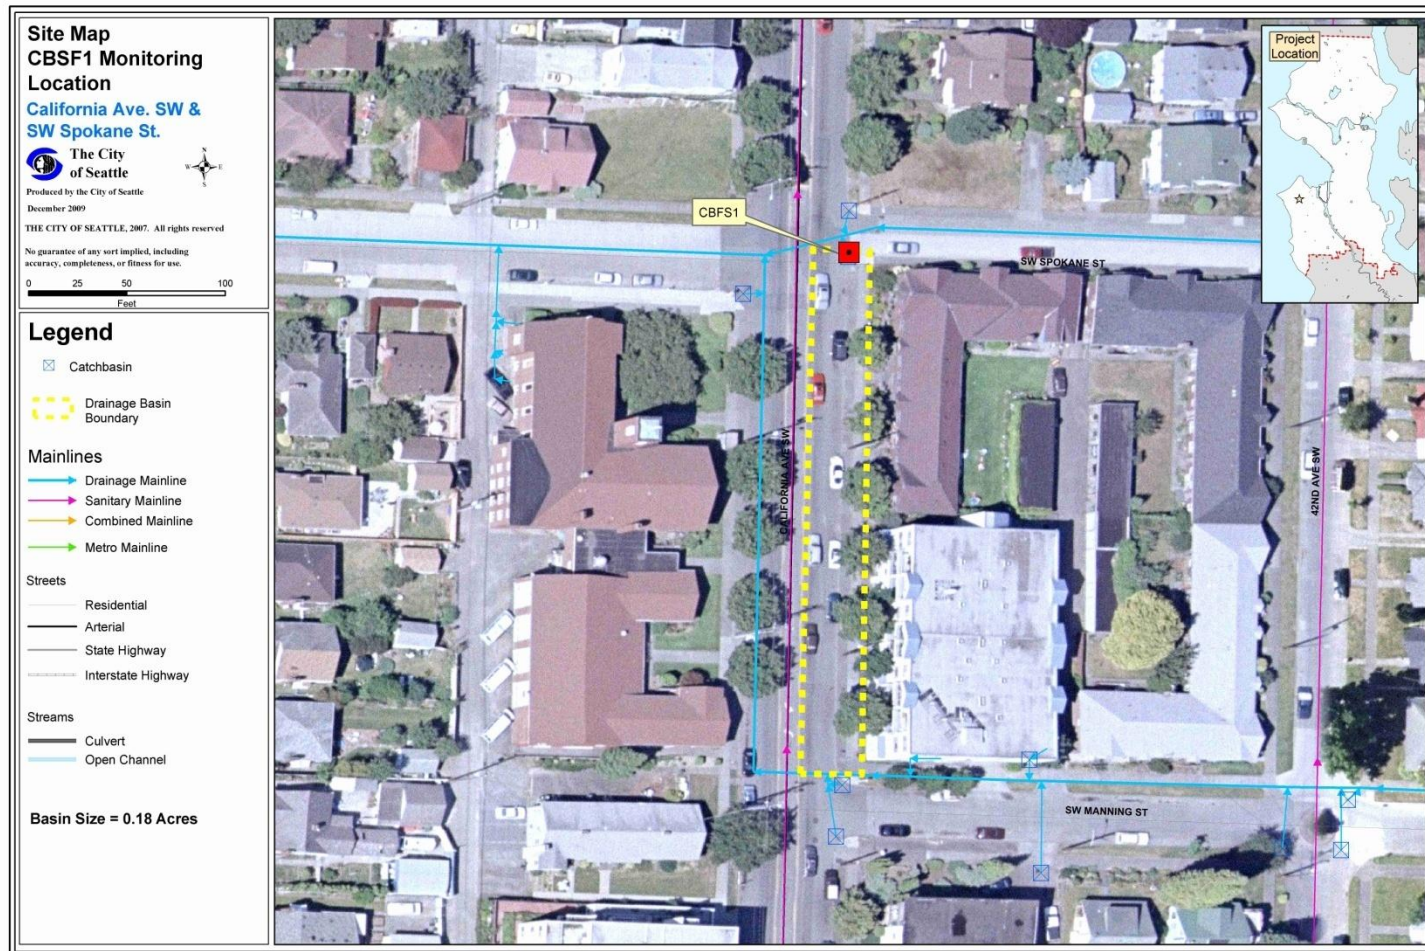 Site Map
CBSF1 Monitoring
Location
California Ave. SW &
SW Spokane St.
The City
of Seattle
N
W
E
S
Produced by the City of Seattle
December 2009
THE CITY OF SEATTLE, 2007. All rights reserved
No guarantee of any sort implied, including
accuracy, completeness, or fitness for use.
0 50 100
Feet
Legend
Catchbasin
Drainage Basin
Boundary
Mainlines
Drainage Mainline
Sanitary Mainline
Combined Mainline
Metro Mainline
Streets
Residential
Arterial
State Highway
Interstate Highway
Streams
Culvert
Open Channel
Basin Size = 0.18 Acres
CBFS1
SW SPOKANE ST
CALIFORNIA AVE SW
42ND AVE SW
SW MANNING ST
Project
Location